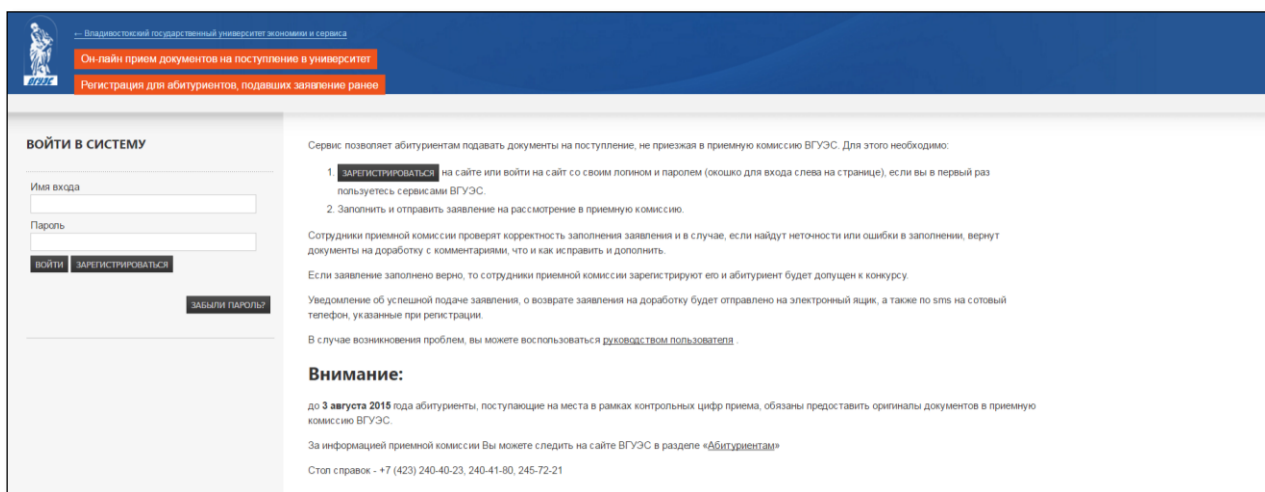 ← Владивостокский государственный университет экономики и сервиса
Он-лайн прием документов на поступление в университет
Регистрация для абитуриентов, подавших заявление ранее
ВГУЭС
ВОЙТИ В СИСТЕМУ
Имя входа
Пароль
ВОЙТИ ЗАРЕГИСТРИРОВАТЬСЯ
ЗАБЫЛИ ПАРОЛЬ?
Сервис позволяет абитуриентам подавать документы на поступление, не приезжая в приемную комиссию ВГУЭС. Для этого необходимо:
1. ЗАРЕГИСТРИРОВАТЬСЯ на сайте или войти на сайт со своим логином и паролем (окошко для входа слева на странице), если вы в первый раз
пользуетесь сервисами ВГУЭС.
2. Заполнить и отправить заявление на рассмотрение в приемную комиссию.
Сотрудники приемной комиссии проверят корректность заполнения заявления и в случае, если найдут неточности или ошибки в заполнении, вернут
документы на доработку с комментариями, что и как исправить и дополнить.
Если заявление заполнено верно, то сотрудники приемной комиссии зарегистрируют его и абитуриент будет допущен к конкурсу.
Уведомление об успешной подаче заявления, о возврате заявления на доработку будет отправлено на электронный ящик, а также по sms на сотовый
телефон, указанные при регистрации.
В случае возникновения проблем, вы можете воспользоваться руководством пользователя .
Внимание:
до 3 августа 2015 года абитуриенты, поступающие на места в рамках контрольных цифр приема, обязаны предоставить оригиналы документов в приемную
комиссию ВГУЭС.
За информацией приемной комиссии Вы можете следить на сайте ВГУЭС в разделе «Абитуриентам»
Стол справок - +7 (423) 240-40-23, 240-41-80, 245-72-21